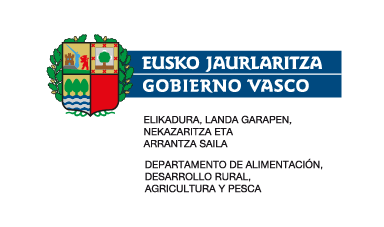 EUSKO JAURLARITZA
GOBIERNO VASCO
ELIKADURA, LANDA GARAPEN,
NEKAZARITZA ETA
ARRANTZA SAILA
DEPARTAMENTO DE ALIMENTACIÓN,
DESARROLLO RURAL,
AGRICULTURA Y PESCA